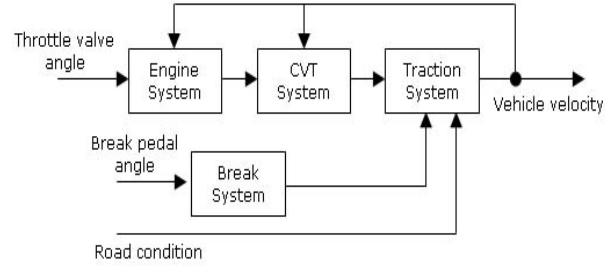 Throttle valve
angle
Engine
System
CVT
System
Traction
System
Vehicle velocity
Break pedal
angle
Break
System
Road condition